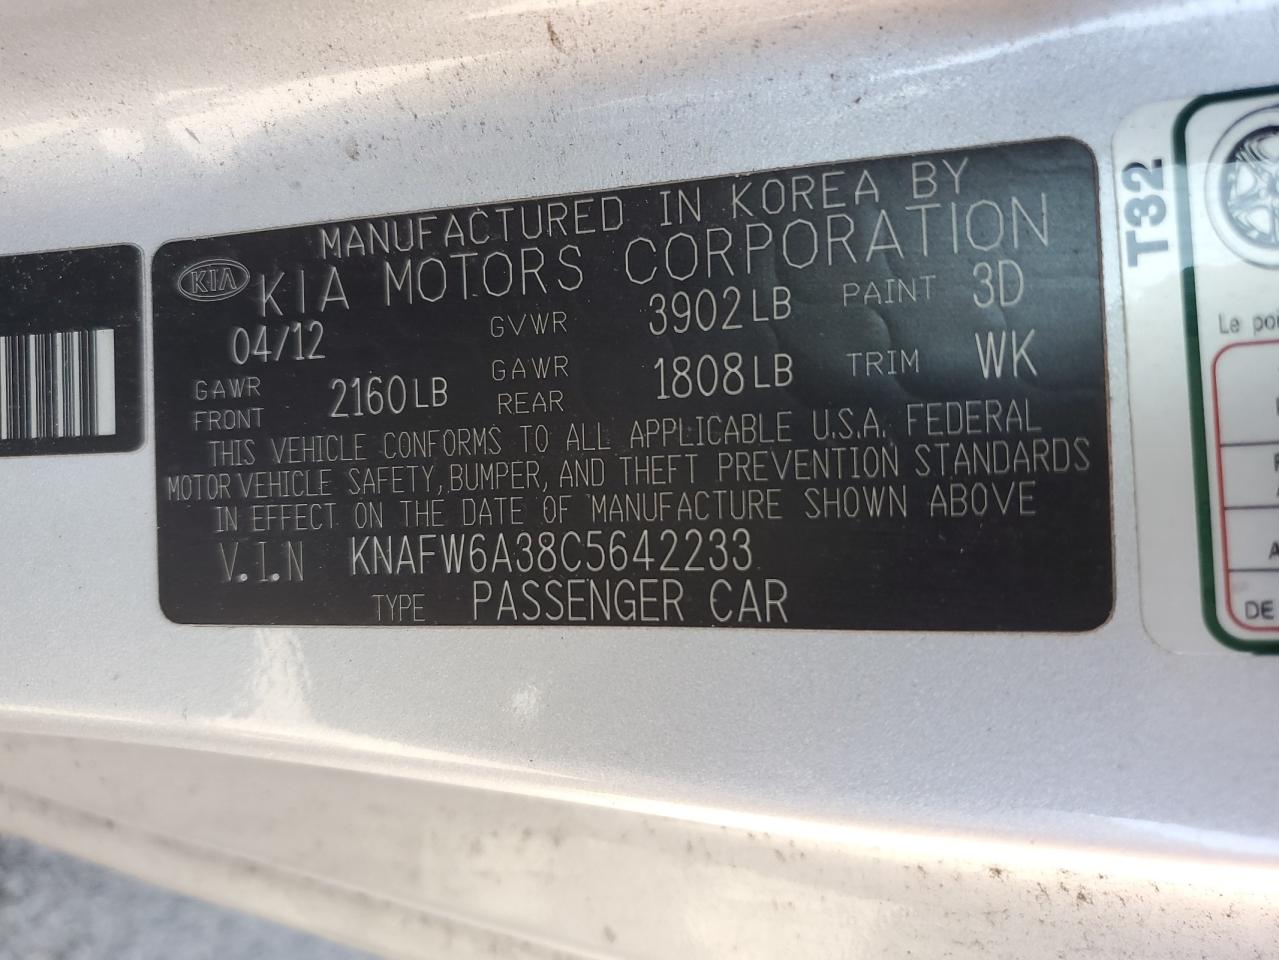 MANUFACTURED IN KOREA BY
KIA KIA MOTORS CORPORATION
04/12 GVWR 3902LB PAINT 3D
GAWR FRONT 2160LB GAWR REAR 1808LB TRIM WK
THIS VEHICLE CONFORMS TO ALL APPLICABLE U.S.A. FEDERAL
MOTOR VEHICLE SAFETY, BUMPER, AND THEFT PREVENTION STANDARDS
IN EFFECT ON THE DATE OF MANUFACTURE SHOWN ABOVE
V.I.N KNAFW6A38C5642233
TYPE PASSENGER CAR
T32
Le
DE